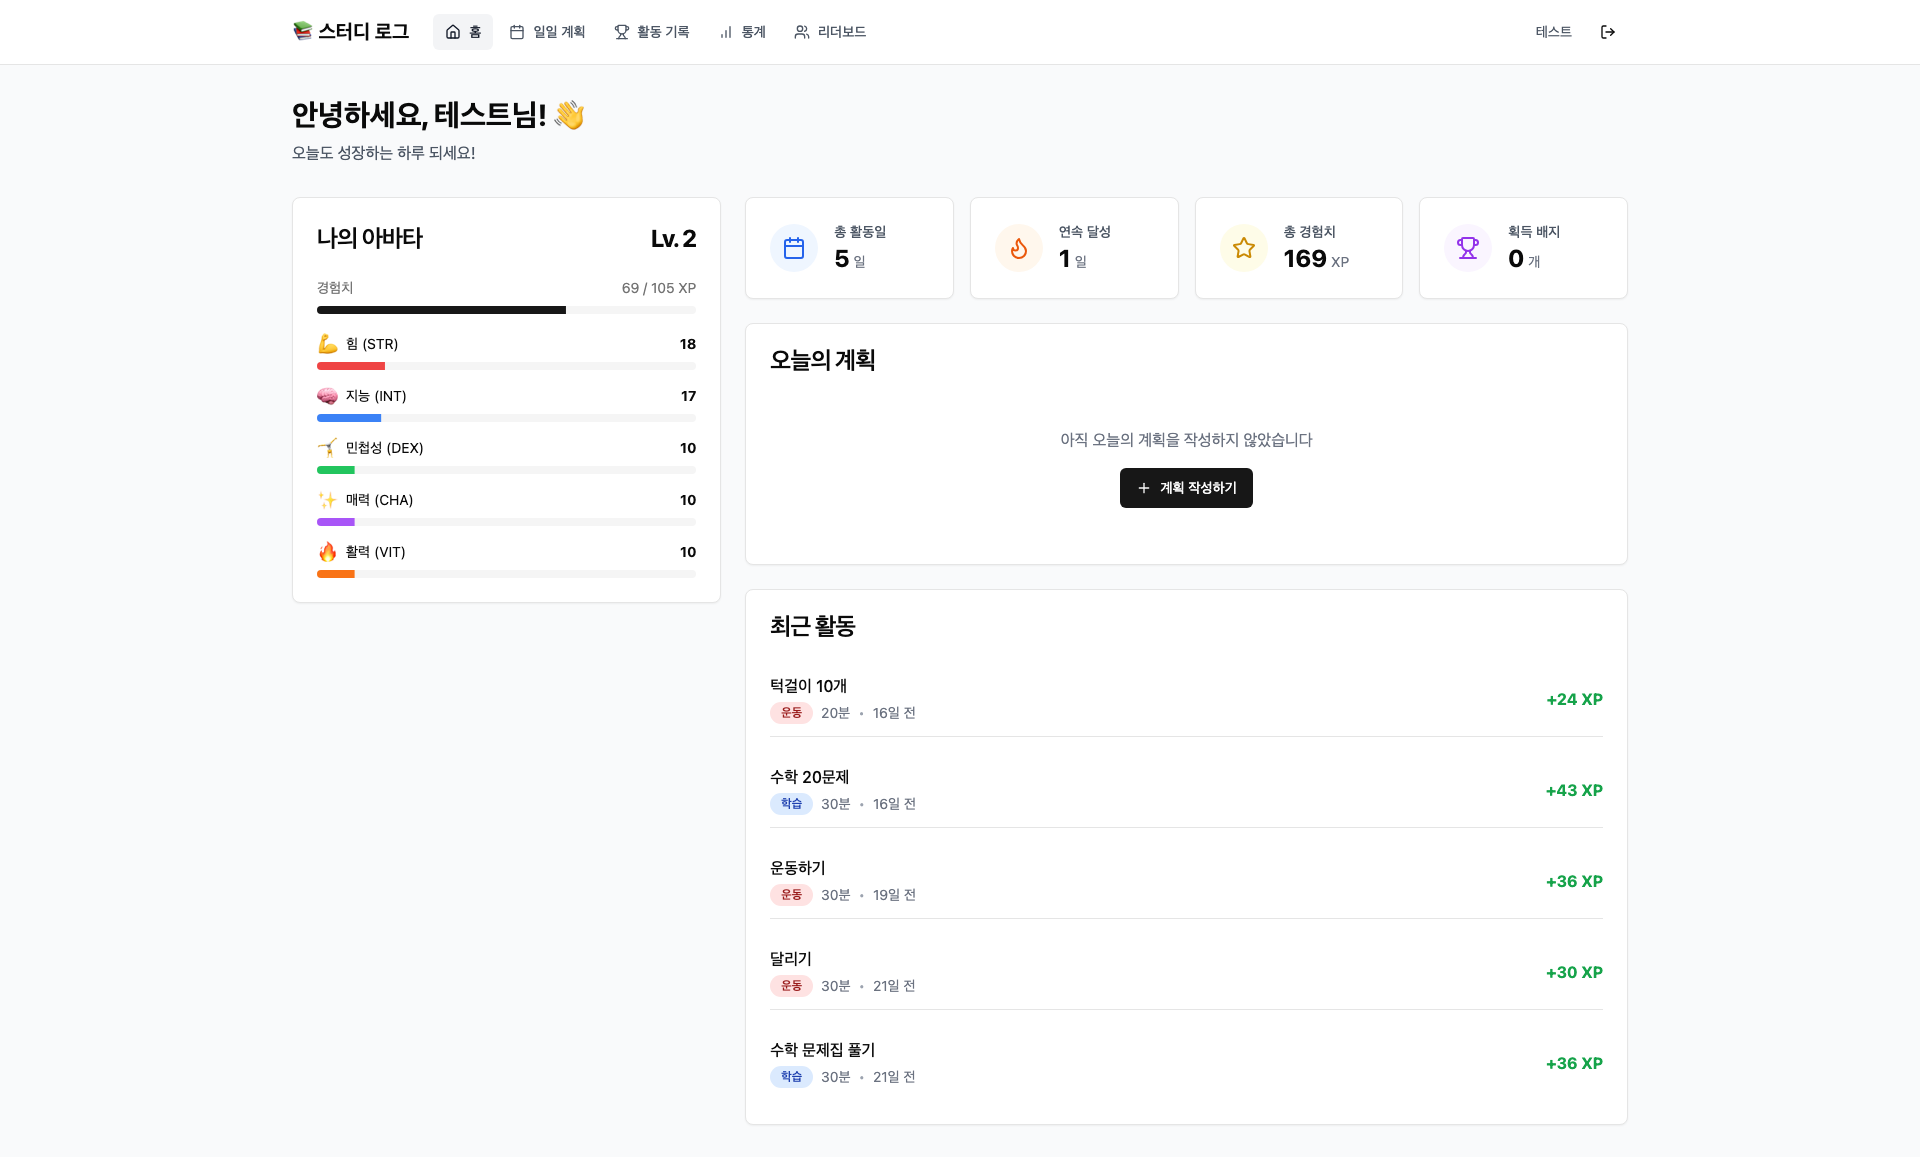 스터디 로그
홈
일일 계획
활동 기록
통계
리더보드
테스트
안녕하세요, 테스트님!
오늘도 성장하는 하루 되세요!
나의 아바타
Lv. 2
경험치
69 / 105 XP
힘 (STR)
18
지능 (INT)
17
민첩성 (DEX)
10
매력 (CHA)
10
활력 (VIT)
10
총 활동일
5 일
연속 달성
1 일
총 경험치
169 XP
획득 배지
0 개
오늘의 계획
아직 오늘의 계획을 작성하지 않았습니다
계획 작성하기
최근 활동
턱걸이 10개
운동 20분 • 16일 전
+24 XP
수학 20문제
학습 30분 • 16일 전
+43 XP
운동하기
운동 30분 • 19일 전
+36 XP
달리기
운동 30분 • 21일 전
+30 XP
수학 문제집 풀기
학습 30분 • 21일 전
+36 XP